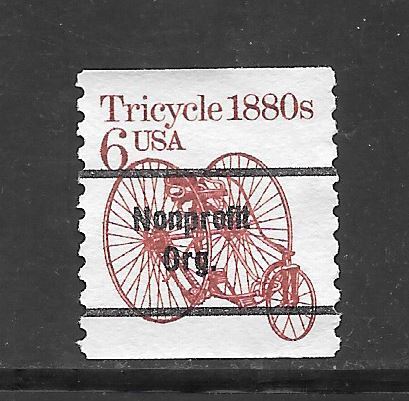 Tricycle 1880s
6 USA
Nonprofit
Org.